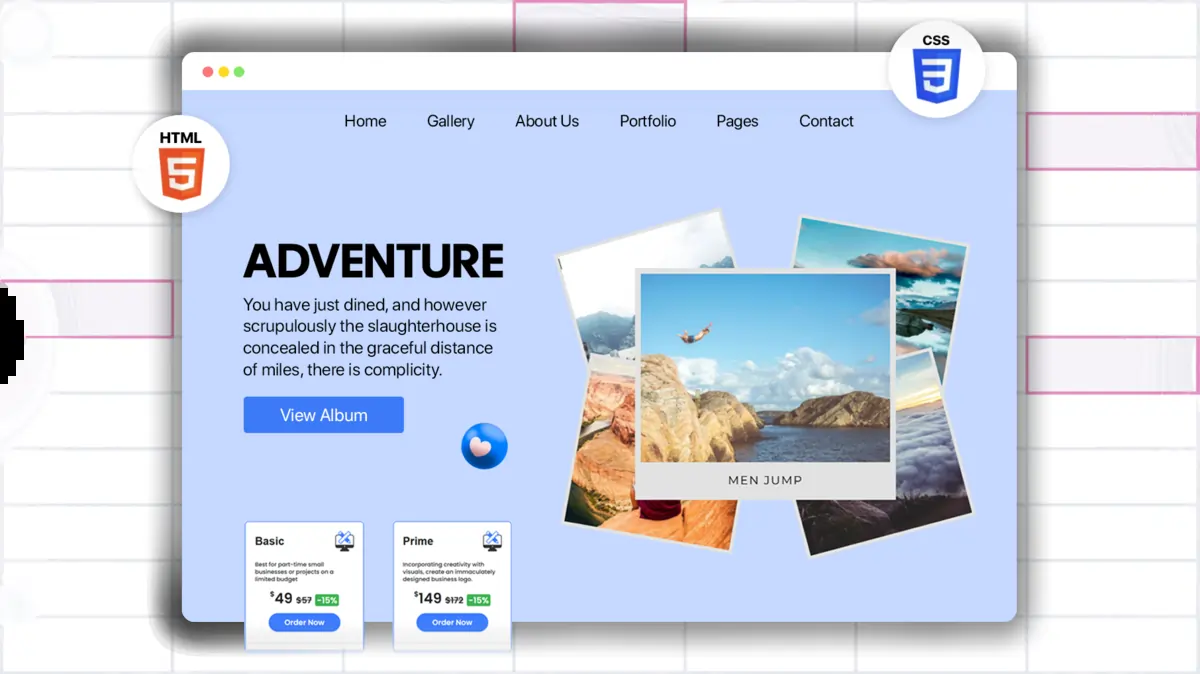 CSS
HTML
Home Gallery About Us Portfolio Pages Contact
ADVENTURE
You have just dined, and however
scrupulously the slaughterhouse is
concealed in the graceful distance
of miles, there is complicity.
View Album
MEN JUMP
Basic
Best for part-time small
businesses or projects on a
limited budget
$49 $57 -15%
Order Now
Prime
Incorporating creativity with
visuals, create an immaculately
designed business logo.
$149 $172 -15%
Order Now